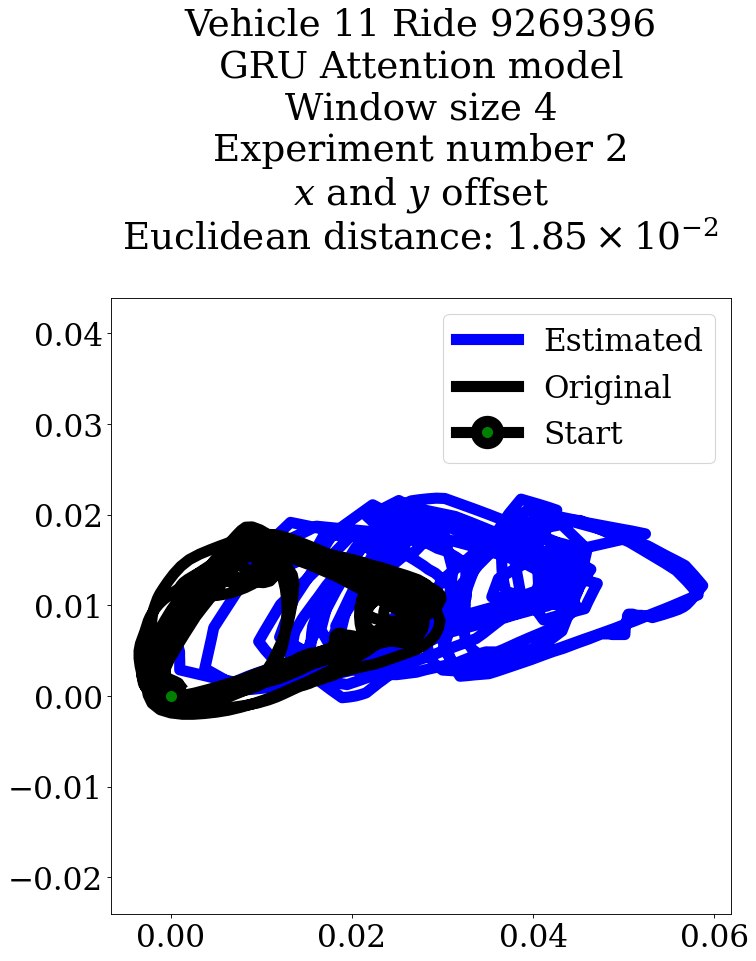 Vehicle 11 Ride 9269396
GRU Attention model
Window size 4
Experiment number 2
x and y offset
Euclidean distance: 1.85 × 10⁻²
Estimated
Original
Start
0.04
0.03
0.02
0.01
0.00
−0.01
−0.02
0.00 0.02 0.04 0.06